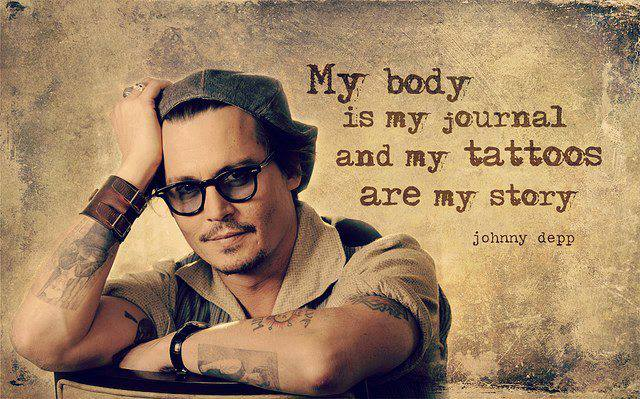 My body
is my journal
and my tattoos
are my story
johnny depp